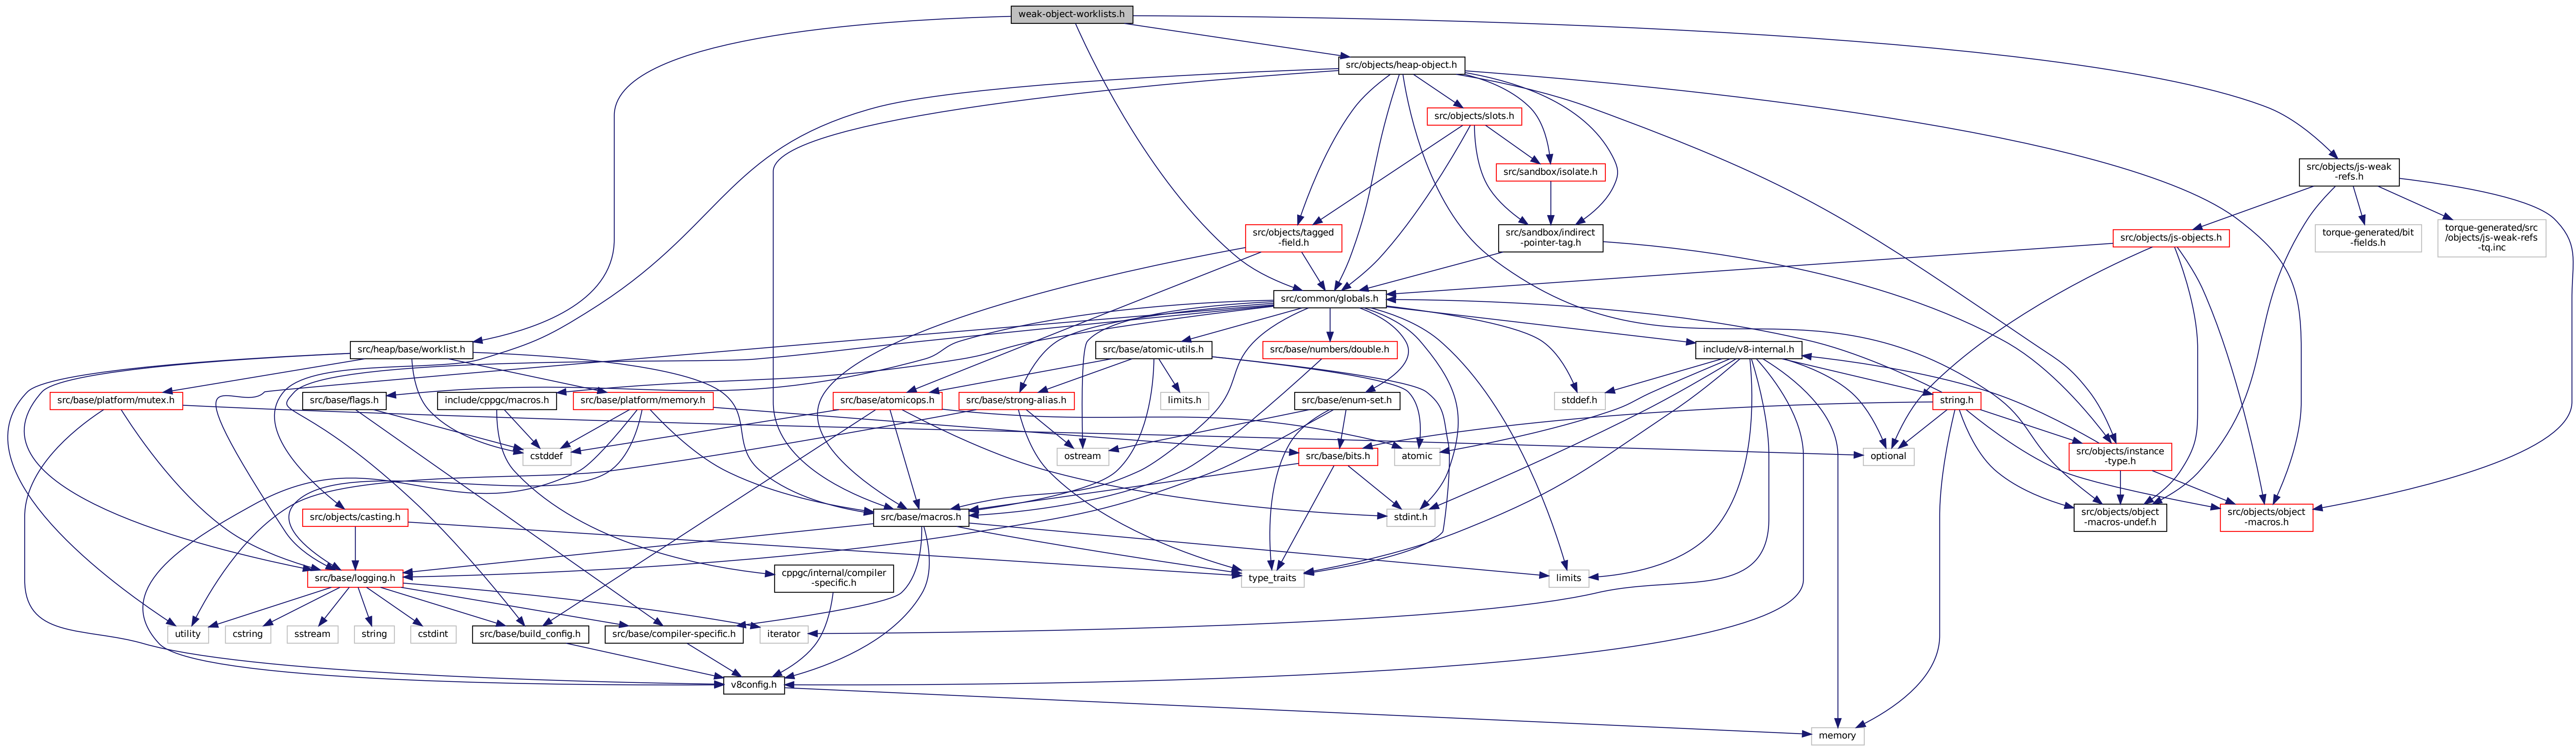 weak-object-worklists.h
src/objects/heap-object.h
src/objects/slots.h
src/sandbox/isolate.h
src/objects/js-weak
-refs.h
src/objects/tagged
-field.h
src/sandbox/indirect
-pointer-tag.h
src/objects/js-objects.h
torque-generated/bit
-fields.h
torque-generated/src
/objects/js-weak-refs
-tq.inc
src/common/globals.h
src/heap/base/worklist.h
src/base/atomic-utils.h
src/base/numbers/double.h
include/v8-internal.h
src/base/platform/mutex.h
src/base/flags.h
include/cppgc/macros.h
src/base/platform/memory.h
src/base/atomicops.h
src/base/strong-alias.h
limits.h
src/base/enum-set.h
stddef.h
string.h
cstddef
ostream
src/base/bits.h
atomic
optional
src/objects/instance
-type.h
src/objects/casting.h
src/base/macros.h
stdint.h
src/objects/object
-macros-undef.h
src/objects/object
-macros.h
src/base/logging.h
cppgc/internal/compiler
-specific.h
type_traits
limits
utility
cstring
sstream
string
cstdint
src/base/build_config.h
src/base/compiler-specific.h
iterator
v8config.h
memory